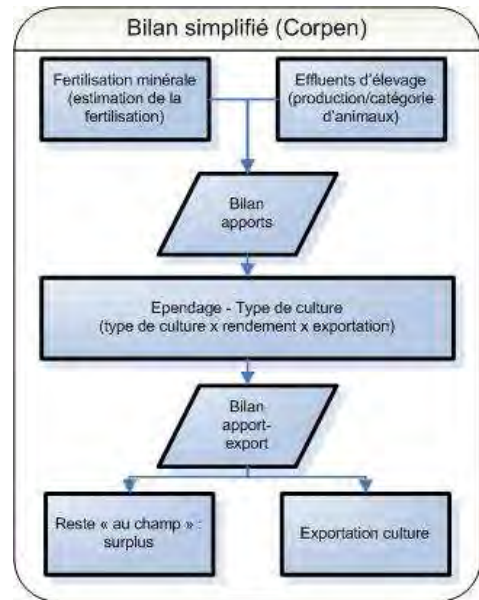 Bilan simplifié (Corpen)
Fertilisation minérale
(estimation de la
fertilisation)
Effluents d'élevage
(production/catégorie
d'animaux)
Bilan
apports
Ependage - Type de culture
(type de culture x rendement x exportation)
Bilan
apport-
export
Reste « au champ » :
surplus
Exportation culture